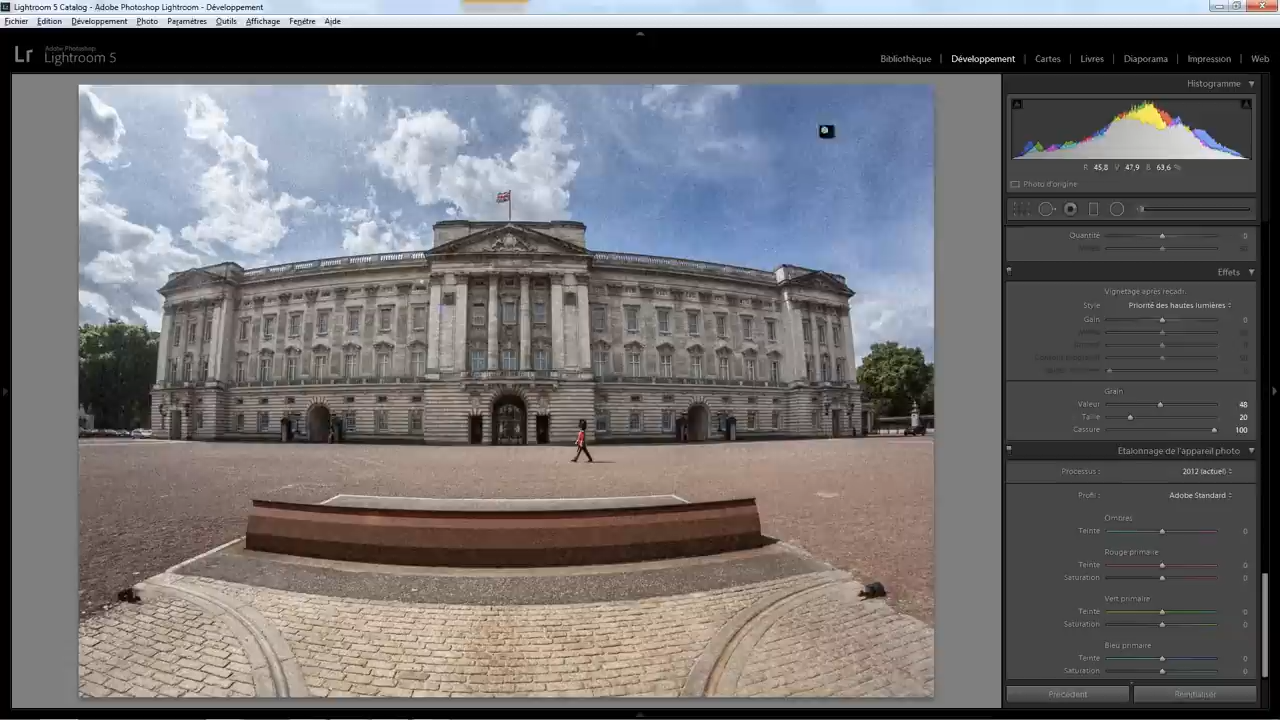 Lightroom 5 Catalog - Adobe Photoshop Lightroom - Développement
Fichier Edition Développement Photo Paramètres Outils Affichage Fenêtre Aide
Lr Adobe Photoshop
Lightroom 5
Bibliothèque | Développement | Cartes | Livres | Diaporama | Impression | Web
Histogramme
R 45,8 V 47,9 B 63,6 %
Photo d'origine
Quantité 0
Effets
Vignetage après recadr.
Style Priorité des hautes lumières
Gain 0
Grain
Valeur 48
Taille 20
Cassure 100
Etalonnage de l'appareil photo
Processus : 2012 (actuel)
Profil : Adobe Standard
Ombres
Teinte 0
Rouge primaire
Teinte 0
Saturation 0
Vert primaire
Teinte 0
Saturation 0
Bleu primaire
Teinte 0
Saturation 0
Précédent Réinitialiser